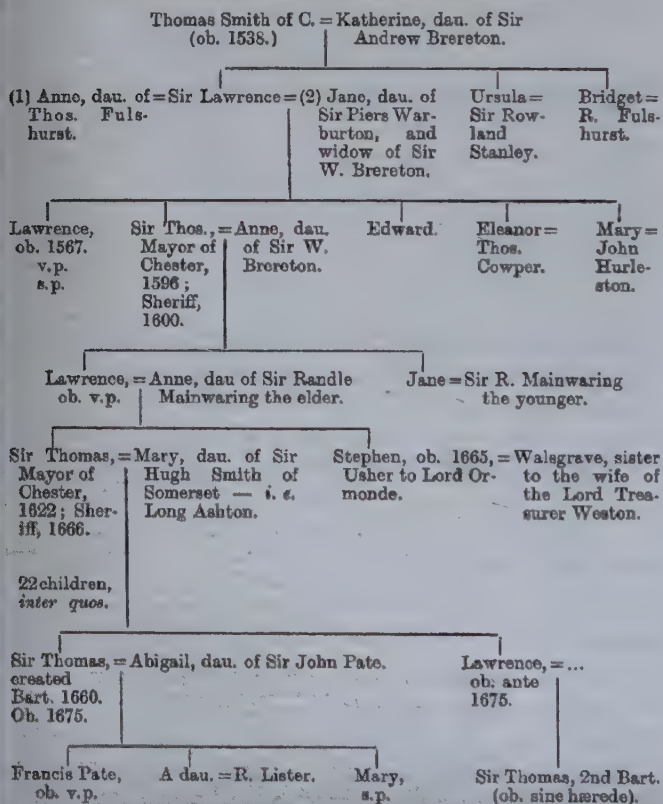 Thomas Smith of C. = Katherine, dau. of Sir
(ob. 1538.) Andrew Brereton.
(1) Anne, dau. of = Sir Lawrence = (2) Jane, dau. of
Thos. Fuls-
hurst.
Sir Piers War-
burton, and
widow of Sir
W. Brereton.
Ursula =
Sir Row-
land
Stanley.
Bridget =
R. Fuls-
hurst.
Lawrence,
ob. 1567.
v.p.
s.p.
Sir Thos., = Anne, dau.
Mayor of
Chester,
1596;
Sheriff,
1600.
of Sir W.
Brereton.
Edward.
Eleanor =
Thos.
Cowper.
Mary =
John
Hurle-
ston.
Lawrence, = Anne, dau of Sir Randle
ob. v.p. Mainwaring the elder.
Jane = Sir R. Mainwaring
the younger.
Sir Thomas, = Mary, dau. of Sir
Mayor of
Chester,
1622; Sher-
iff, 1666.
Hugh Smith of
Somerset — i. e.
Long Ashton.
Stephen, ob. 1665, = Walsgrave, sister
Usher to Lord Or-
monde.
to the wife of
the Lord Trea-
surer Weston.
22 children,
inter quos.
Sir Thomas, = Abigail, dau. of Sir John Pate.
created
Bart. 1660.
Ob. 1675.
Lawrence, = ...
ob. ante
1675.
Francis Pate,
ob. v.p.
A dau. = R. Lister.
Mary,
s.p.
Sir Thomas, 2nd Bart.
(ob. sine hærede).